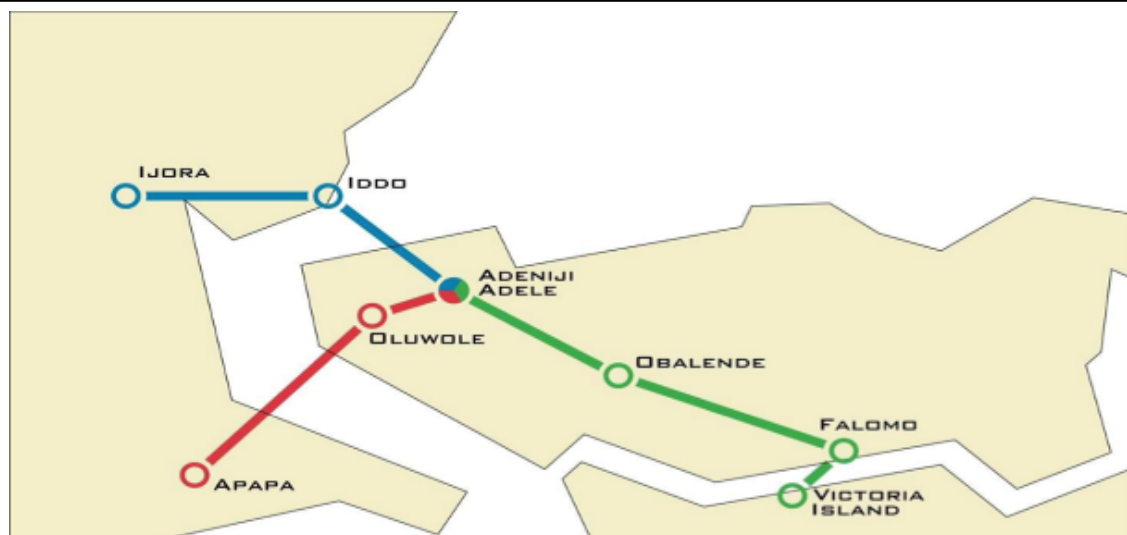 IJORA
IDDO
ADENIJI
ADELE
OLUWOLE
OBALENDE
FALOMO
APAPA
VICTORIA
ISLAND